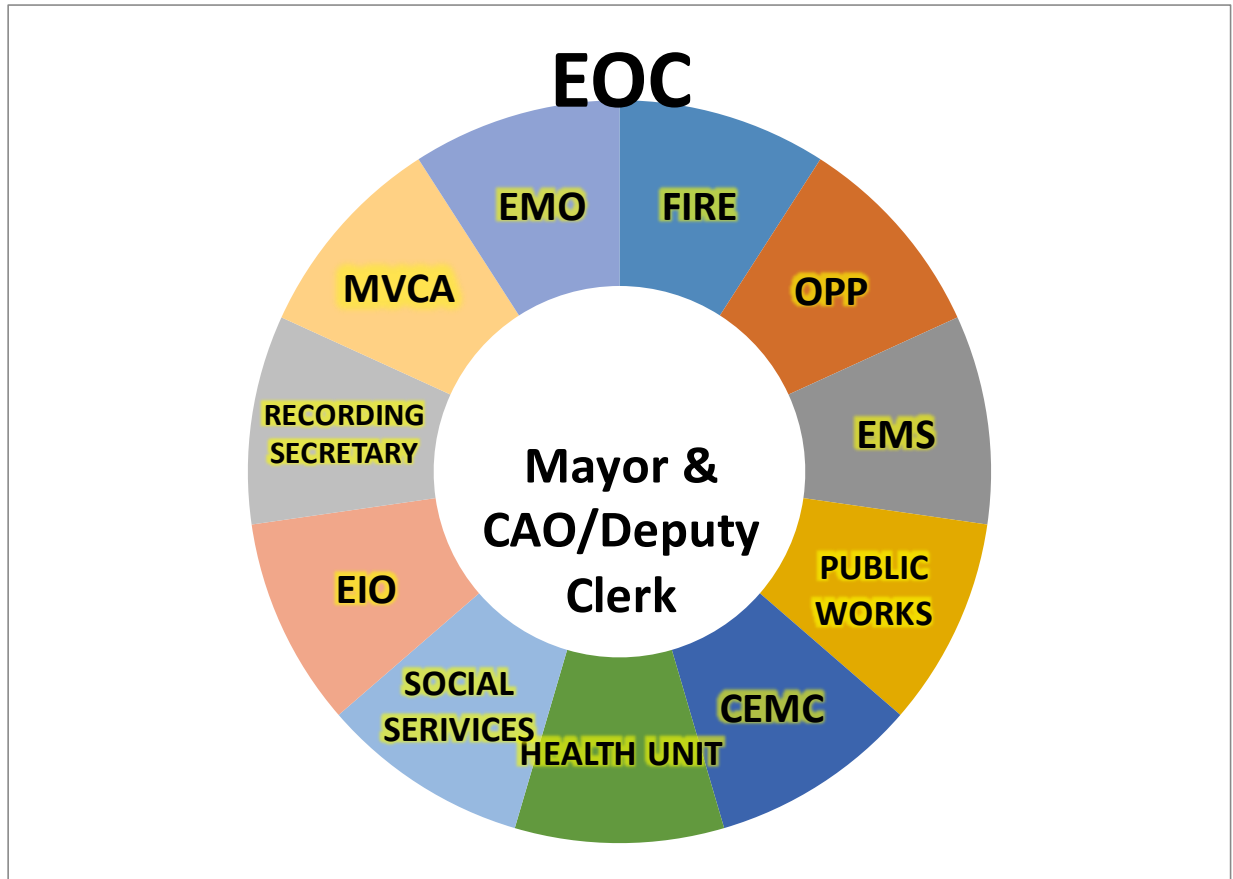 EOC
EMO
FIRE
MVCA
OPP
RECORDING
SECRETARY
EMS
Mayor &
CAO/Deputy
Clerk
EIO
PUBLIC
WORKS
SOCIAL
SERIVICES
CEMC
HEALTH UNIT